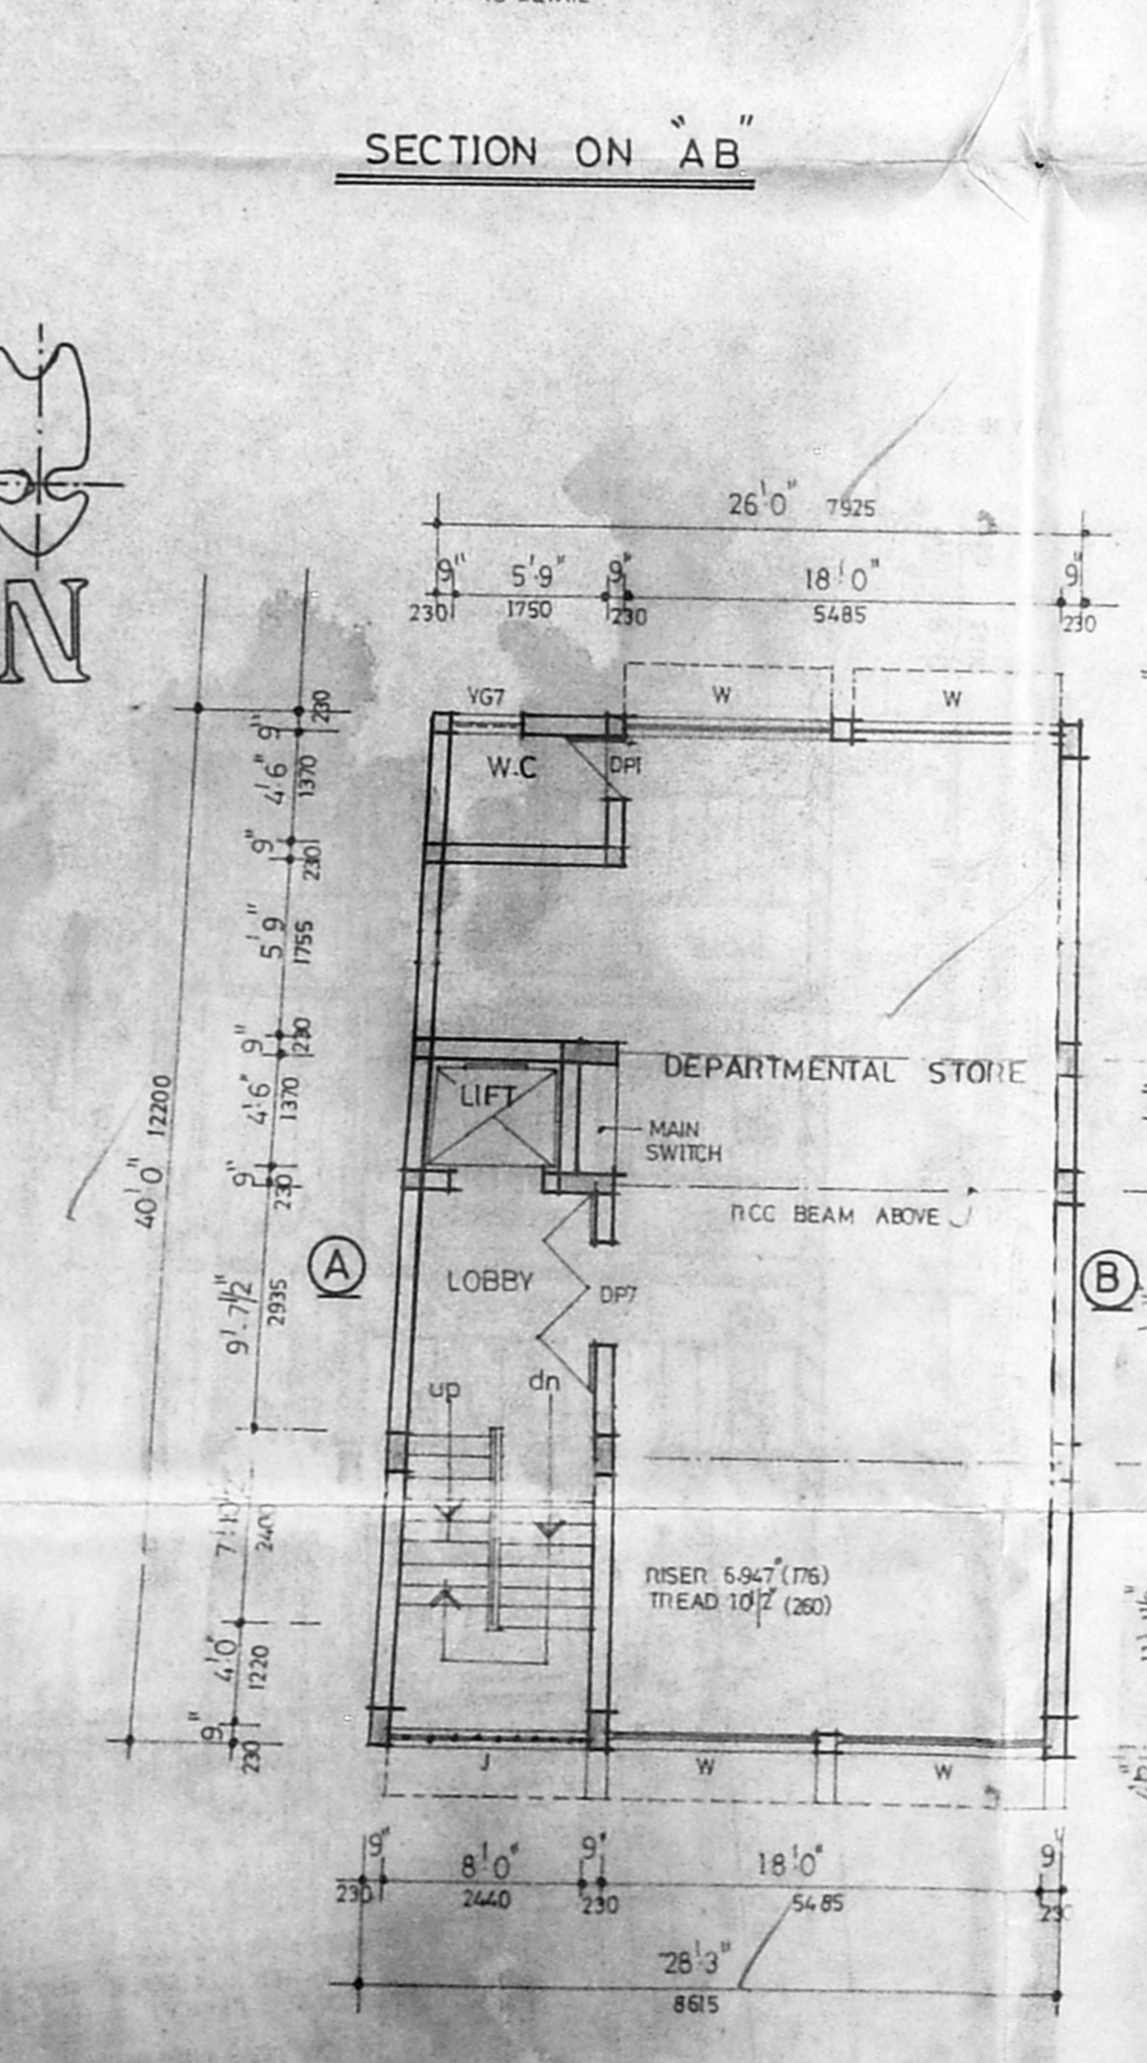 SECTION ON "AB"
N
26'0" 7925
9" 5'9" 9" 18'0" 9"
230 1750 230 5485 230
VG7 W W
W.C DP1
9" 230
4'6" 1370
9" 230
5'9" 1755
9" 230
4'6" 1370
9" 230
9'-7½" 2935
2400
4'0" 1220
9" 230
40'0" 12200
LIFT
DEPARTMENTAL STORE
MAIN
SWITCH
RCC BEAM ABOVE
A
B
LOBBY
DP7
up dn
RISER 6.947" (176)
TREAD 10½" (260)
J W W
9" 8'0" 9" 18'0" 9
230 2440 230 5485
28'3"
8615